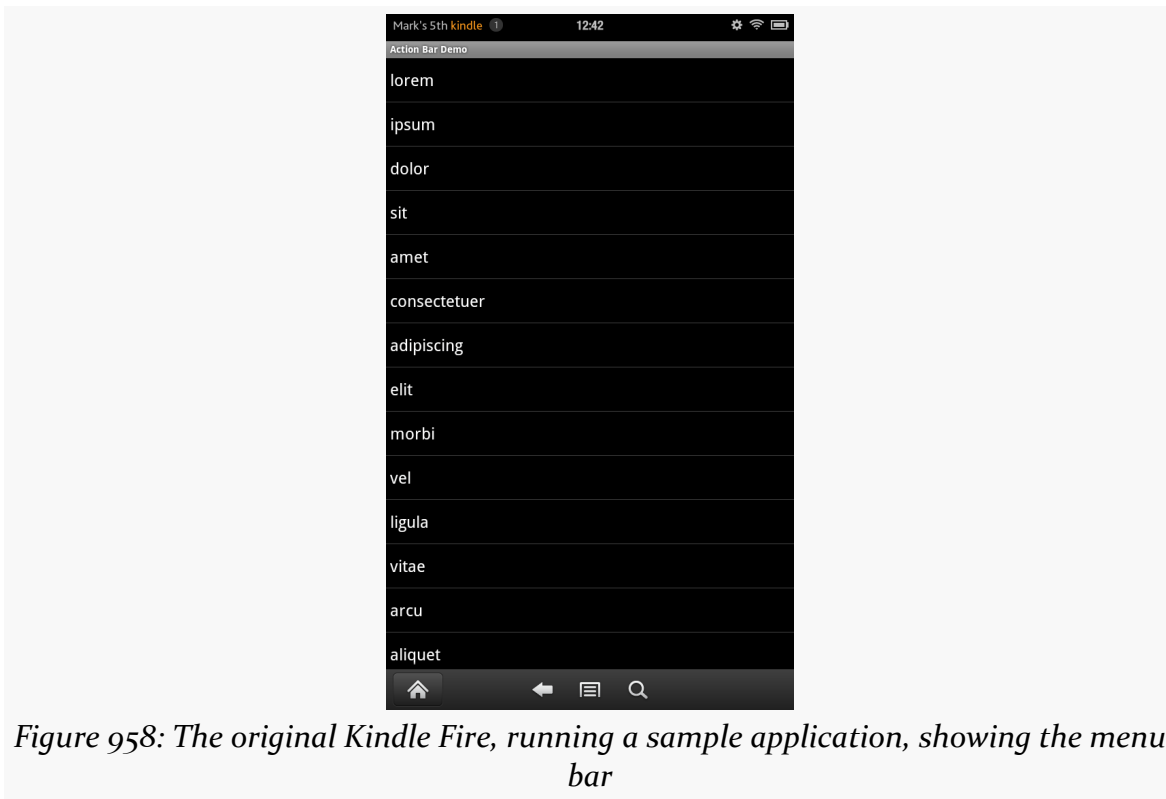 Mark's 5th kindle 1 12:42
Action Bar Demo
lorem
ipsum
dolor
sit
amet
consectetuer
adipiscing
elit
morbi
vel
ligula
vitae
arcu
aliquet
Figure 958: The original Kindle Fire, running a sample application, showing the menu
bar